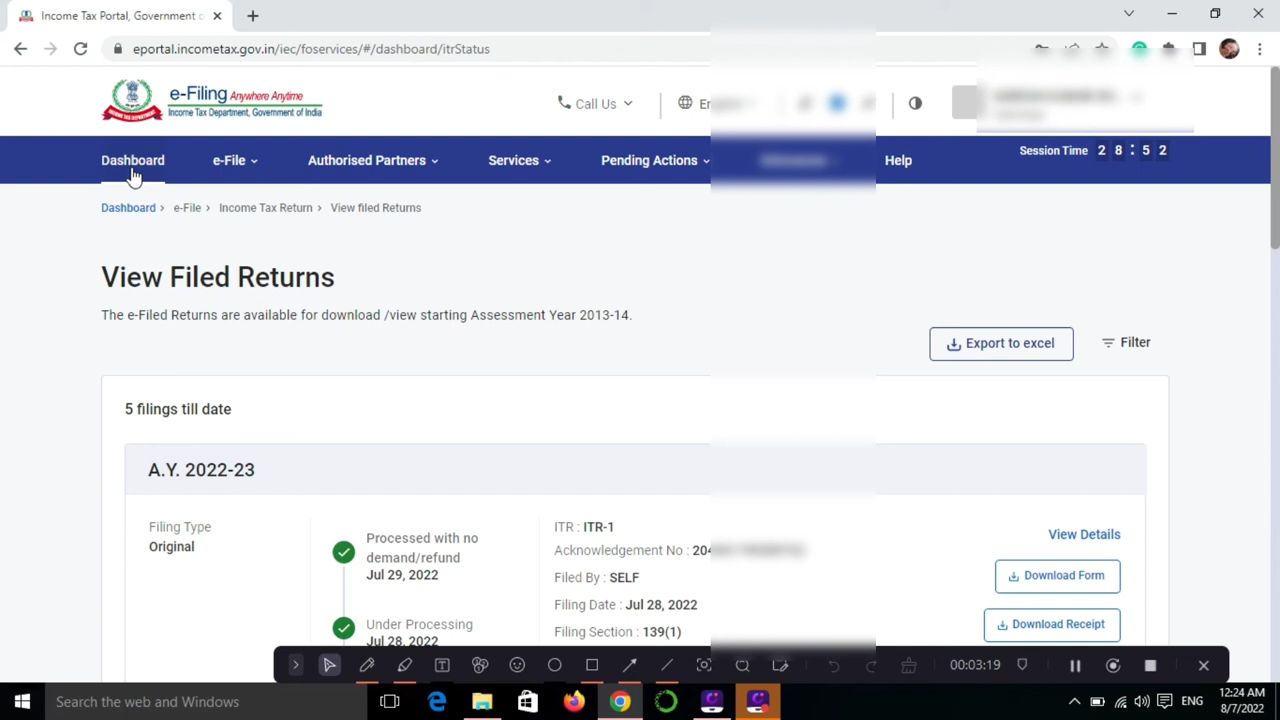 Income Tax Portal, Government o
eportal.incometax.gov.in/iec/foservices/#/dashboard/itrStatus
e-Filing Anywhere Anytime
Income Tax Department, Government of India
Call Us
Dashboard
e-File
Authorised Partners
Services
Pending Actions
Help
Session Time 2 8 : 5 2
Dashboard > e-File > Income Tax Return > View filed Returns
View Filed Returns
The e-Filed Returns are available for download /view starting Assessment Year 2013-14.
Export to excel
Filter
5 filings till date
A.Y. 2022-23
Filing Type
Original
Processed with no
demand/refund
Jul 29, 2022
Under Processing
Jul 28, 2022
ITR : ITR-1
Acknowledgement No : 204
Filed By : SELF
Filing Date : Jul 28, 2022
Filing Section : 139(1)
View Details
Download Form
Download Receipt
00:03:19
Search the web and Windows
ENG
12:24 AM
8/7/2022